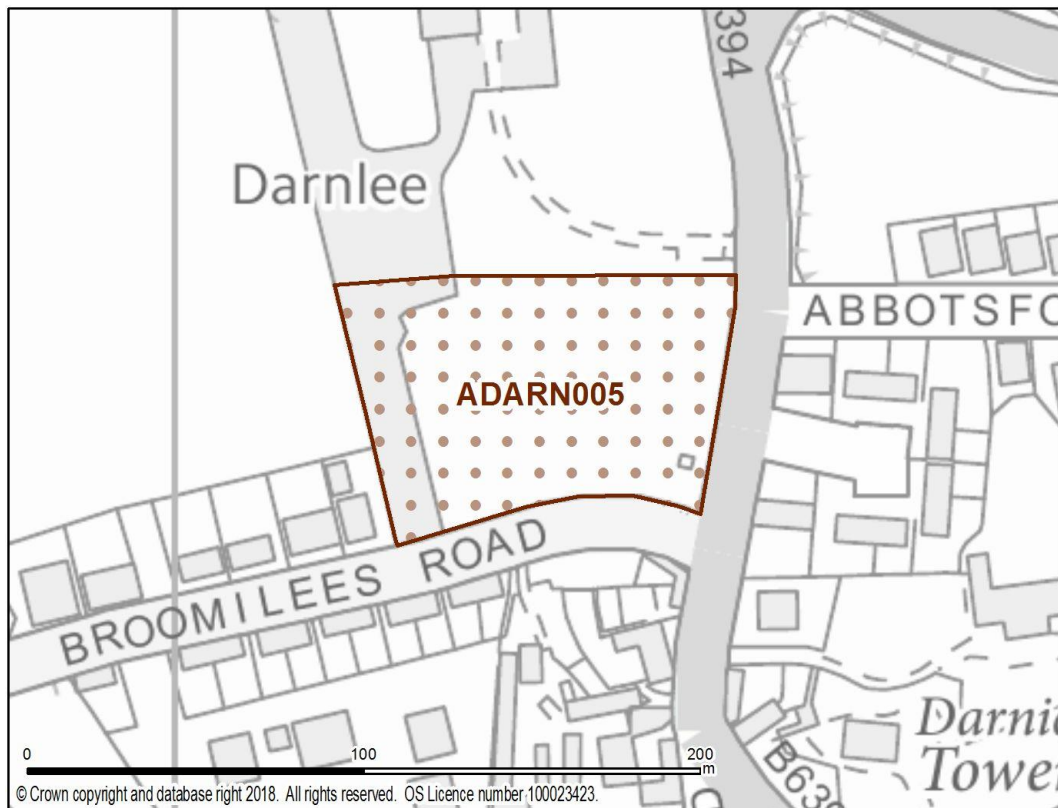 394
Darnlee
ABBOTSFO
ADARN005
BROOMILEES ROAD
Darni
Tower
B639
0 100 200
m
© Crown copyright and database right 2018. All rights reserved. OS Licence number 100023423.